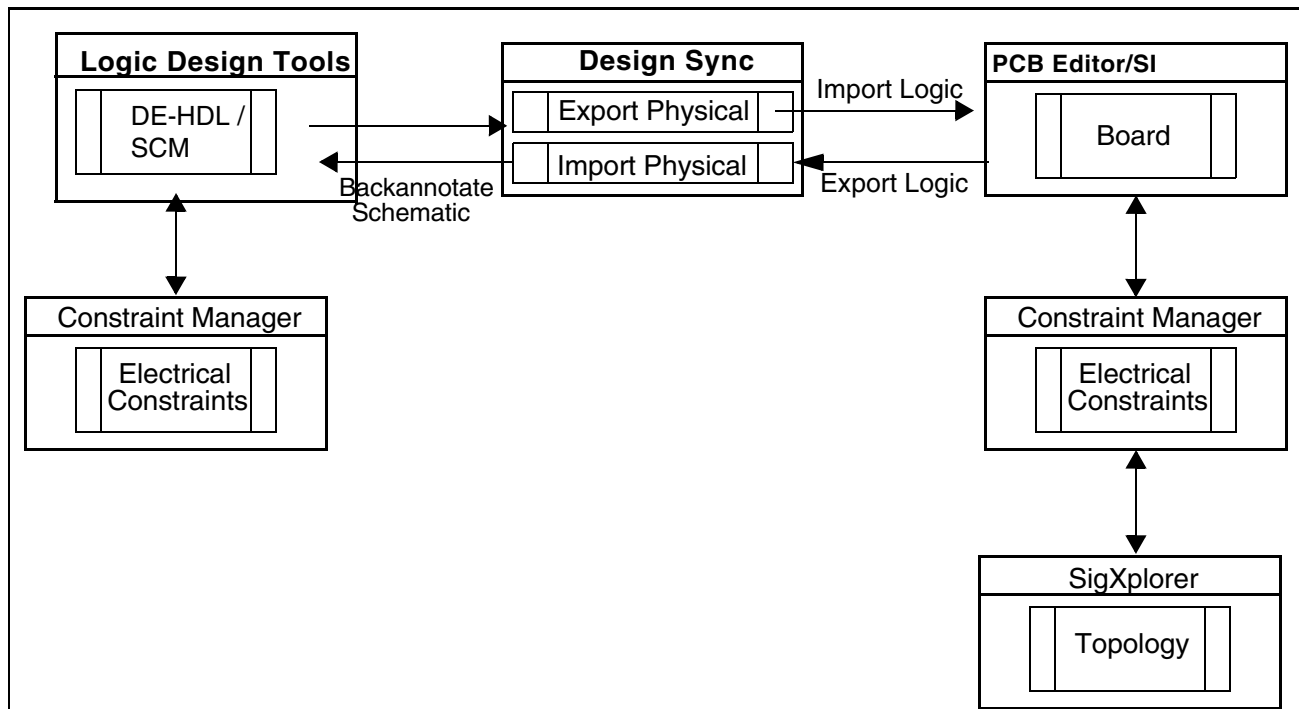 Logic Design Tools
DE-HDL /
SCM
Design Sync
Export Physical
Import Physical
Import Logic
Export Logic
Backannotate
Schematic
PCB Editor/SI
Board
Constraint Manager
Electrical
Constraints
Constraint Manager
Electrical
Constraints
SigXplorer
Topology